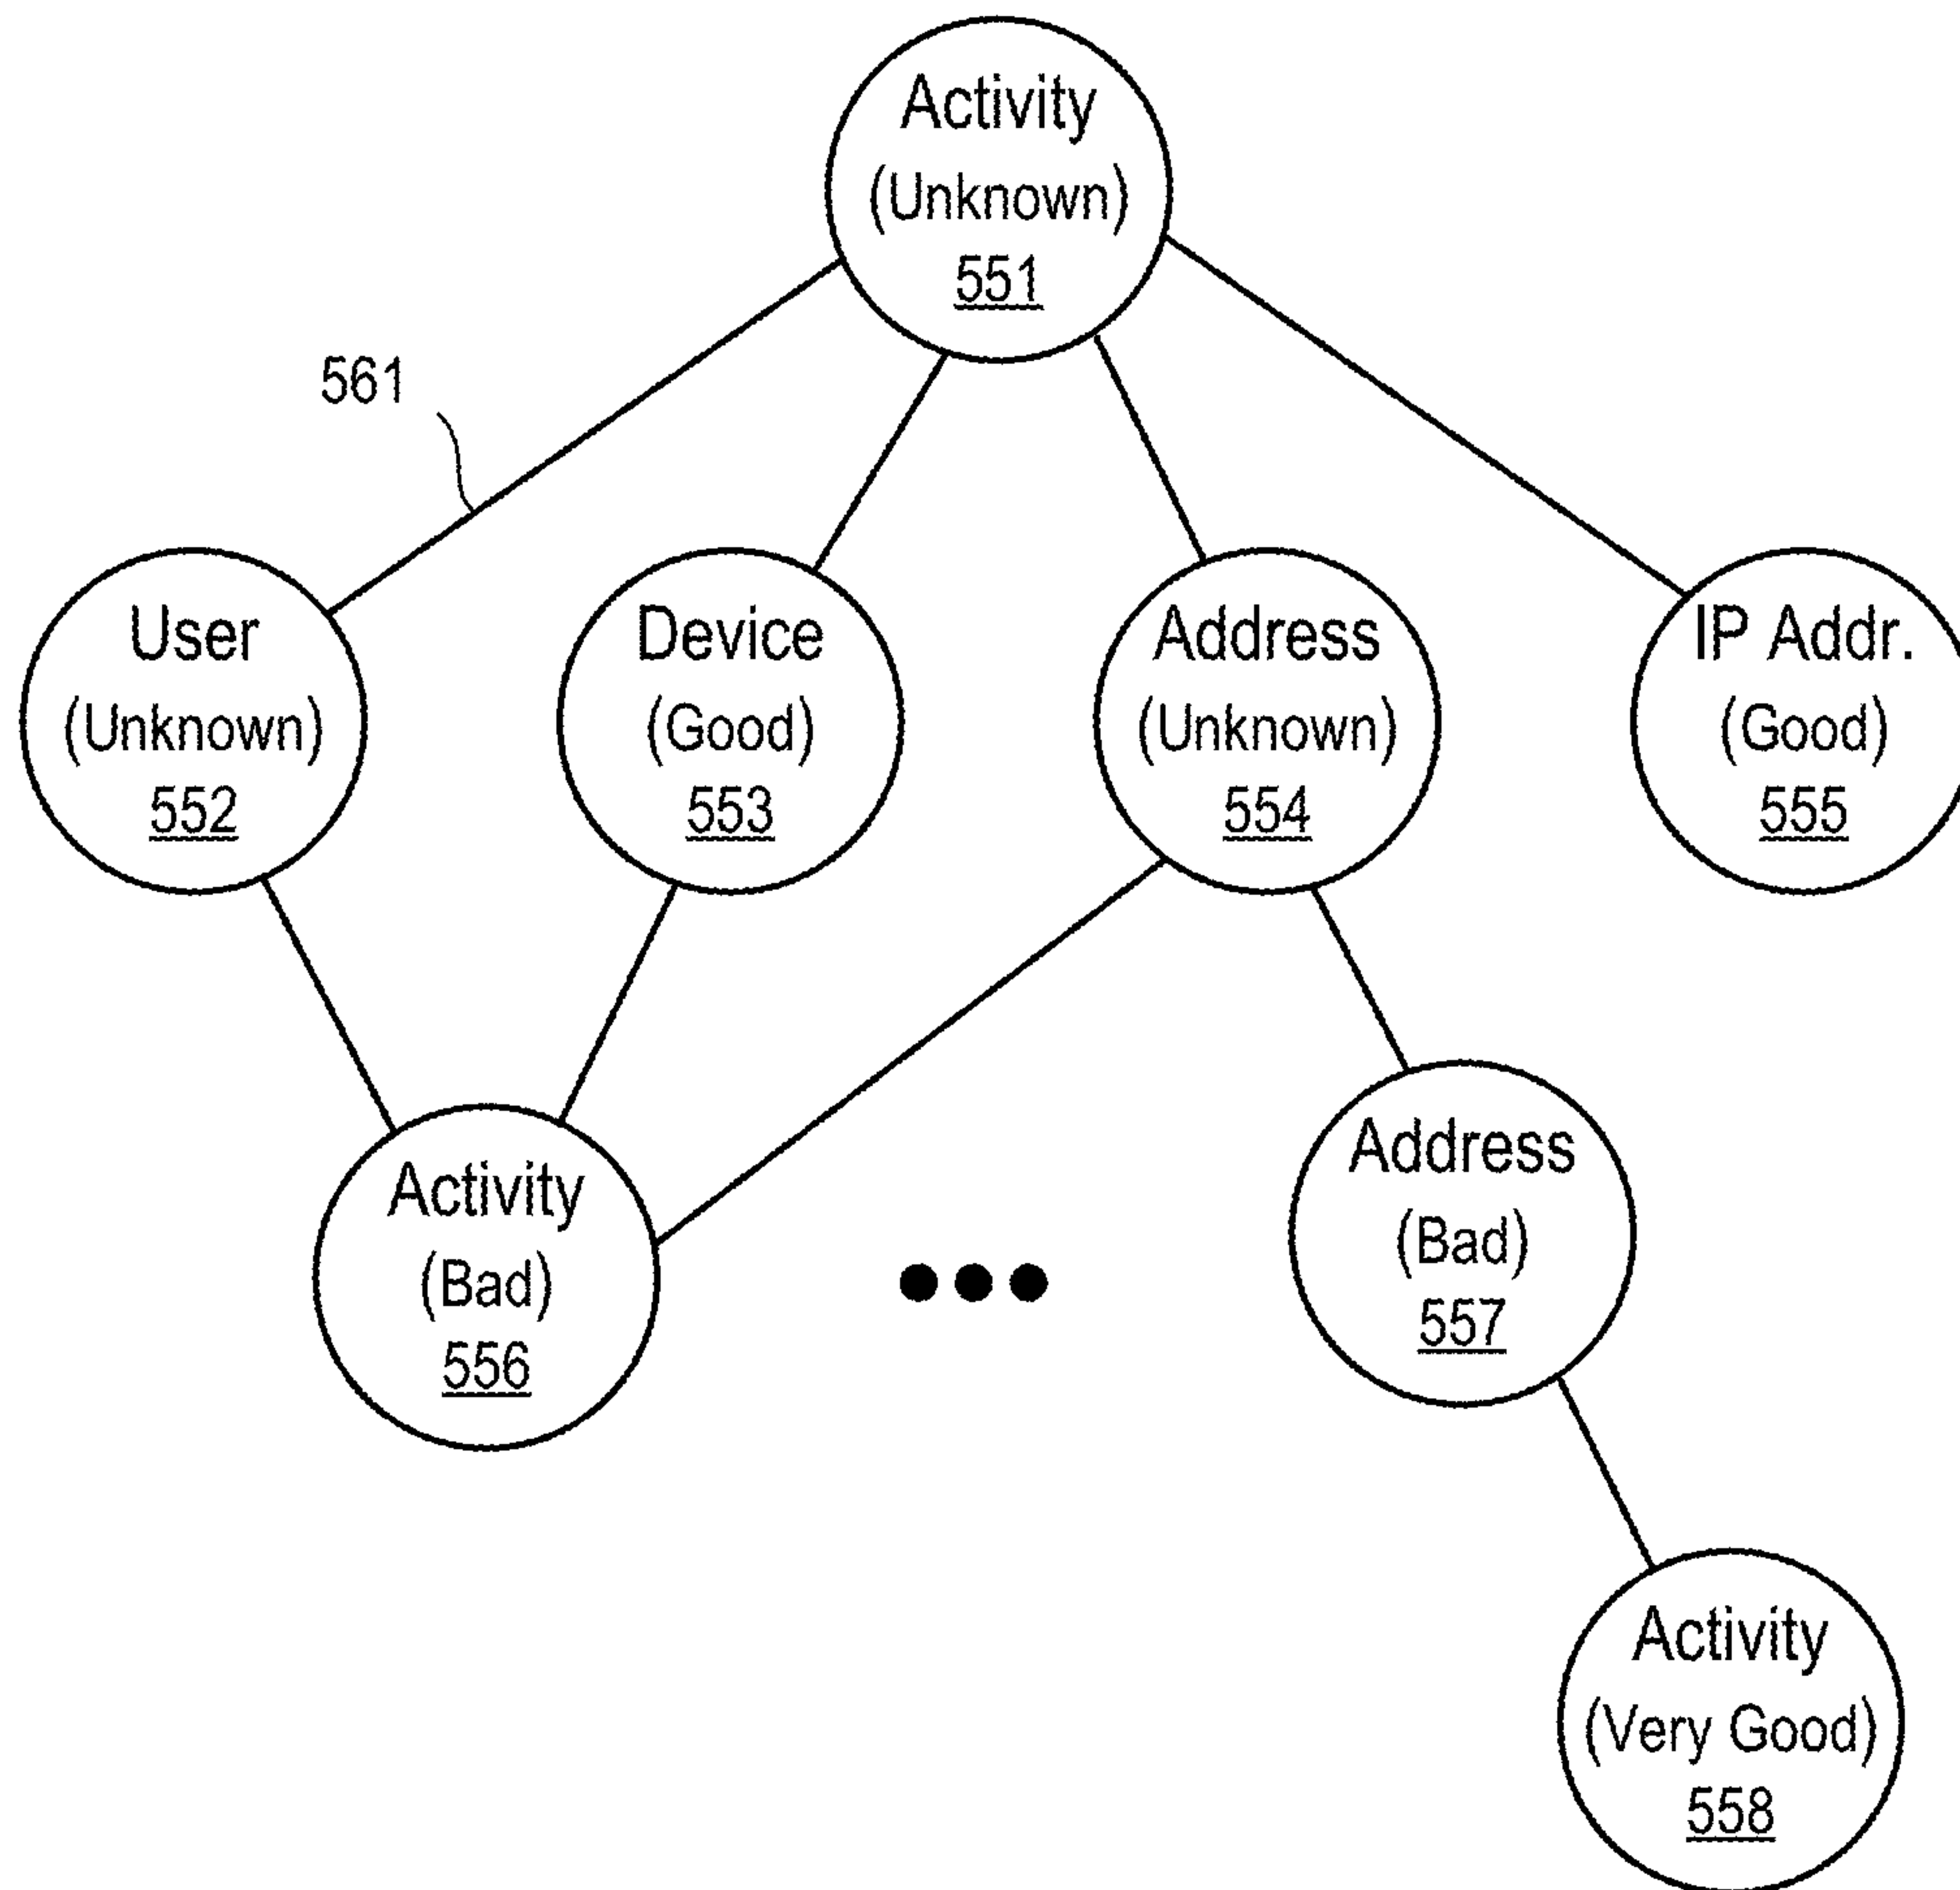 Activity
(Unknown)
551
561
User
(Unknown)
552
Device
(Good)
553
Address
(Unknown)
554
IP Addr.
(Good)
555
Activity
(Bad)
556
Address
(Bad)
557
Activity
(Very Good)
558